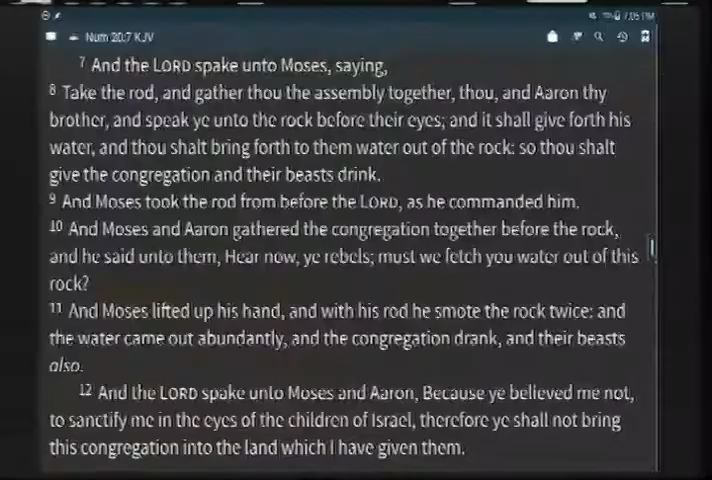 7:05 PM
Num 20:7 KJV
7 And the LORD spake unto Moses, saying,
8 Take the rod, and gather thou the assembly together, thou, and Aaron thy
brother, and speak ye unto the rock before their eyes; and it shall give forth his
water, and thou shalt bring forth to them water out of the rock: so thou shalt
give the congregation and their beasts drink.
9 And Moses took the rod from before the LORD, as he commanded him.
10 And Moses and Aaron gathered the congregation together before the rock,
and he said unto them, Hear now, ye rebels; must we fetch you water out of this
rock?
11 And Moses lifted up his hand, and with his rod he smote the rock twice: and
the water came out abundantly, and the congregation drank, and their beasts
also.
12 And the LORD spake unto Moses and Aaron, Because ye believed me not,
to sanctify me in the eyes of the children of Israel, therefore ye shall not bring
this congregation into the land which I have given them.